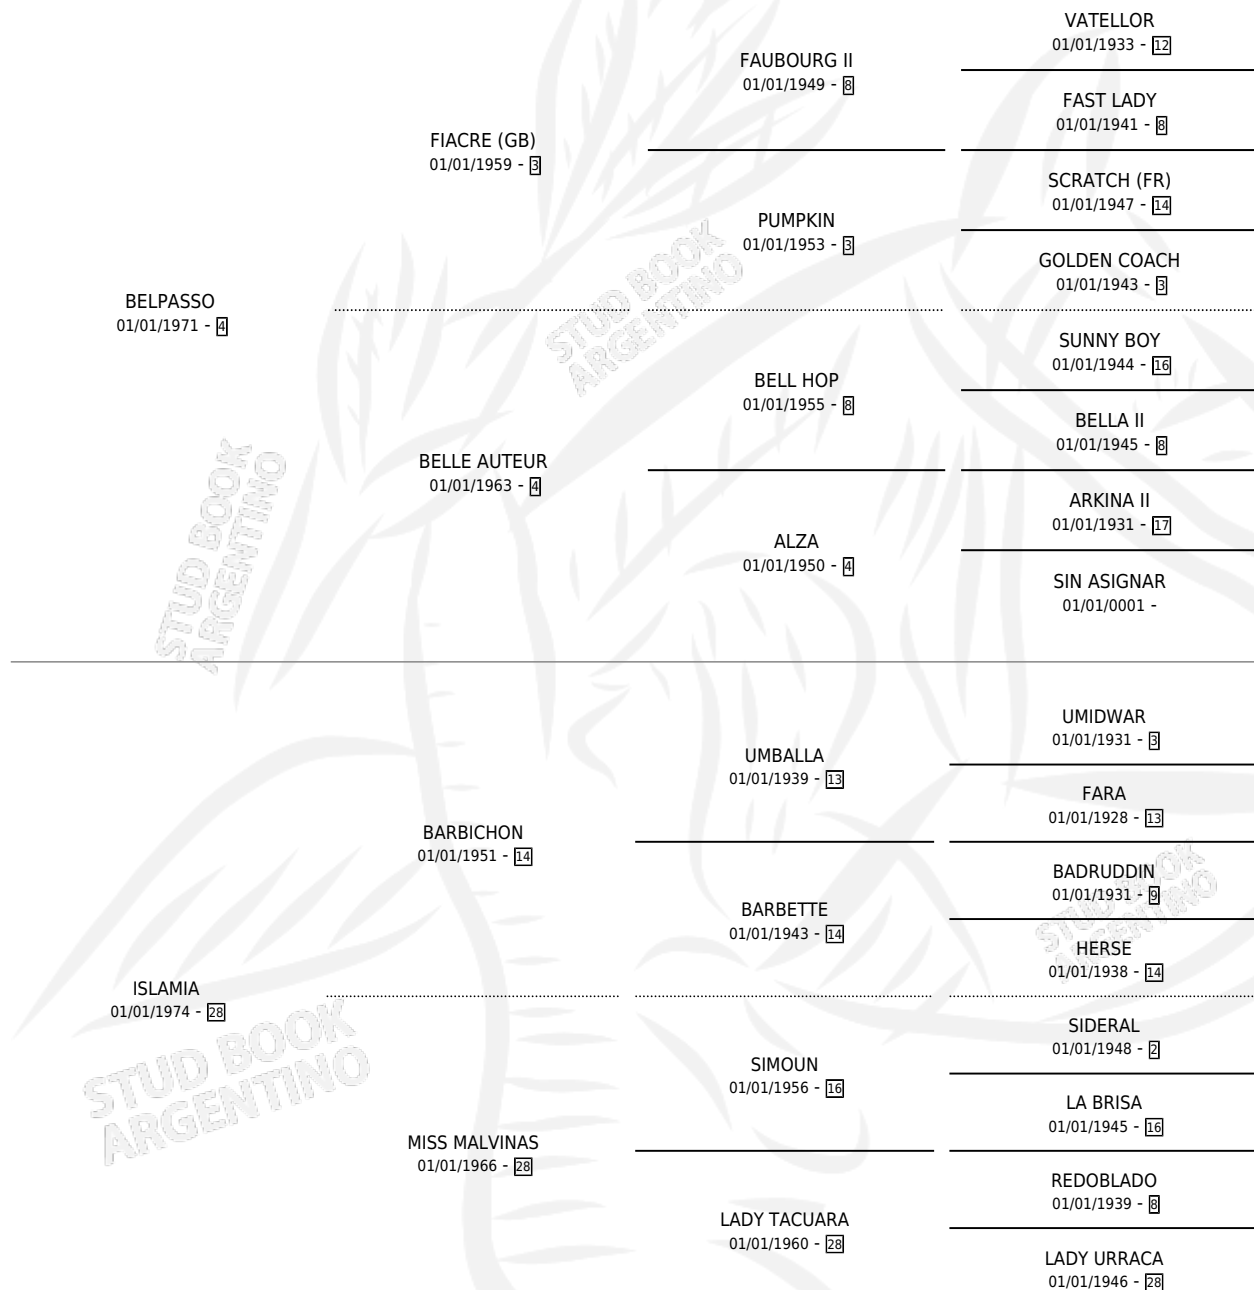 VATELLOR
01/01/1933 - 12
FAUBOURG II
01/01/1949 - 8
FAST LADY
01/01/1941 - 8
FIACRE (GB)
01/01/1959 - 3
SCRATCH (FR)
01/01/1947 - 14
PUMPKIN
01/01/1953 - 3
GOLDEN COACH
01/01/1943 - 3
BELPASSO
01/01/1971 - 4
SUNNY BOY
01/01/1944 - 16
BELL HOP
01/01/1955 - 8
BELLA II
01/01/1945 - 8
BELLE AUTEUR
01/01/1963 - 4
ARKINA II
01/01/1931 - 17
ALZA
01/01/1950 - 4
SIN ASIGNAR
01/01/0001 -
UMIDWAR
01/01/1931 - 3
UMBALLA
01/01/1939 - 13
FARA
01/01/1928 - 13
BARBICHON
01/01/1951 - 14
BADRUDDIN
01/01/1931 - 9
BARBETTE
01/01/1943 - 14
HERSE
01/01/1938 - 14
ISLAMIA
01/01/1974 - 28
SIDERAL
01/01/1948 - 2
SIMOUN
01/01/1956 - 16
LA BRISA
01/01/1945 - 16
MISS MALVINAS
01/01/1966 - 28
REDOBLADO
01/01/1939 - 8
LADY TACUARA
01/01/1960 - 28
LADY URRACA
01/01/1946 - 28
STUD BOOK
ARGENTINO
STUD BOOK
ARGENTINO
STUD BOOK
ARGENTINO
STUD BOOK
ARGENTINO